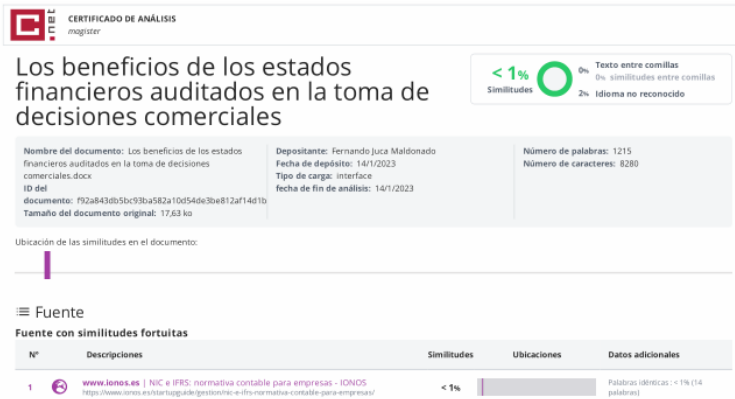 C
.net
CERTIFICADO DE ANÁLISIS
magister
Los beneficios de los estados
financieros auditados en la toma de
decisiones comerciales
< 1%
Similitudes
0% Texto entre comillas
0% similitudes entre comillas
2% Idioma no reconocido
Nombre del documento: Los beneficios de los estados
financieros auditados en la toma de decisiones
comerciales.docx
ID del
documento: f92a843db5bc93ba582a10d54de3be812af14d1b
Tamaño del documento original: 17,63 ko
Depositante: Fernando Juca Maldonado
Fecha de depósito: 14/1/2023
Tipo de carga: interface
fecha de fin de análisis: 14/1/2023
Número de palabras: 1215
Número de caracteres: 8280
Ubicación de las similitudes en el documento:
Fuente
Fuente con similitudes fortuitas
N° Descripciones Similitudes Ubicaciones Datos adicionales
1 www.ionos.es | NIC e IFRS: normativa contable para empresas - IONOS
https://www.ionos.es/startupguide/gestion/nic-e-ifrs-normativa-contable-para-empresas/
< 1%
Palabras idénticas : < 1% (14
palabras)